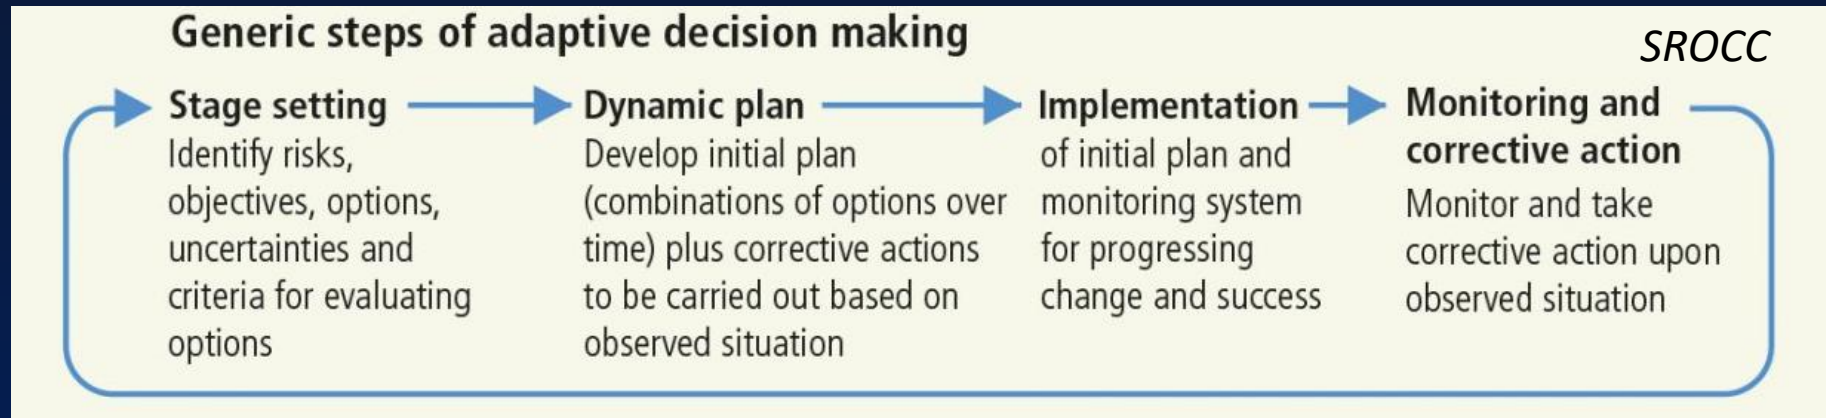 Generic steps of adaptive decision making
SROCC
Stage setting
Identify risks,
objectives, options,
uncertainties and
criteria for evaluating
options
Dynamic plan
Develop initial plan
(combinations of options over
time) plus corrective actions
to be carried out based on
observed situation
Implementation
of initial plan and
monitoring system
for progressing
change and success
Monitoring and
corrective action
Monitor and take
corrective action upon
observed situation